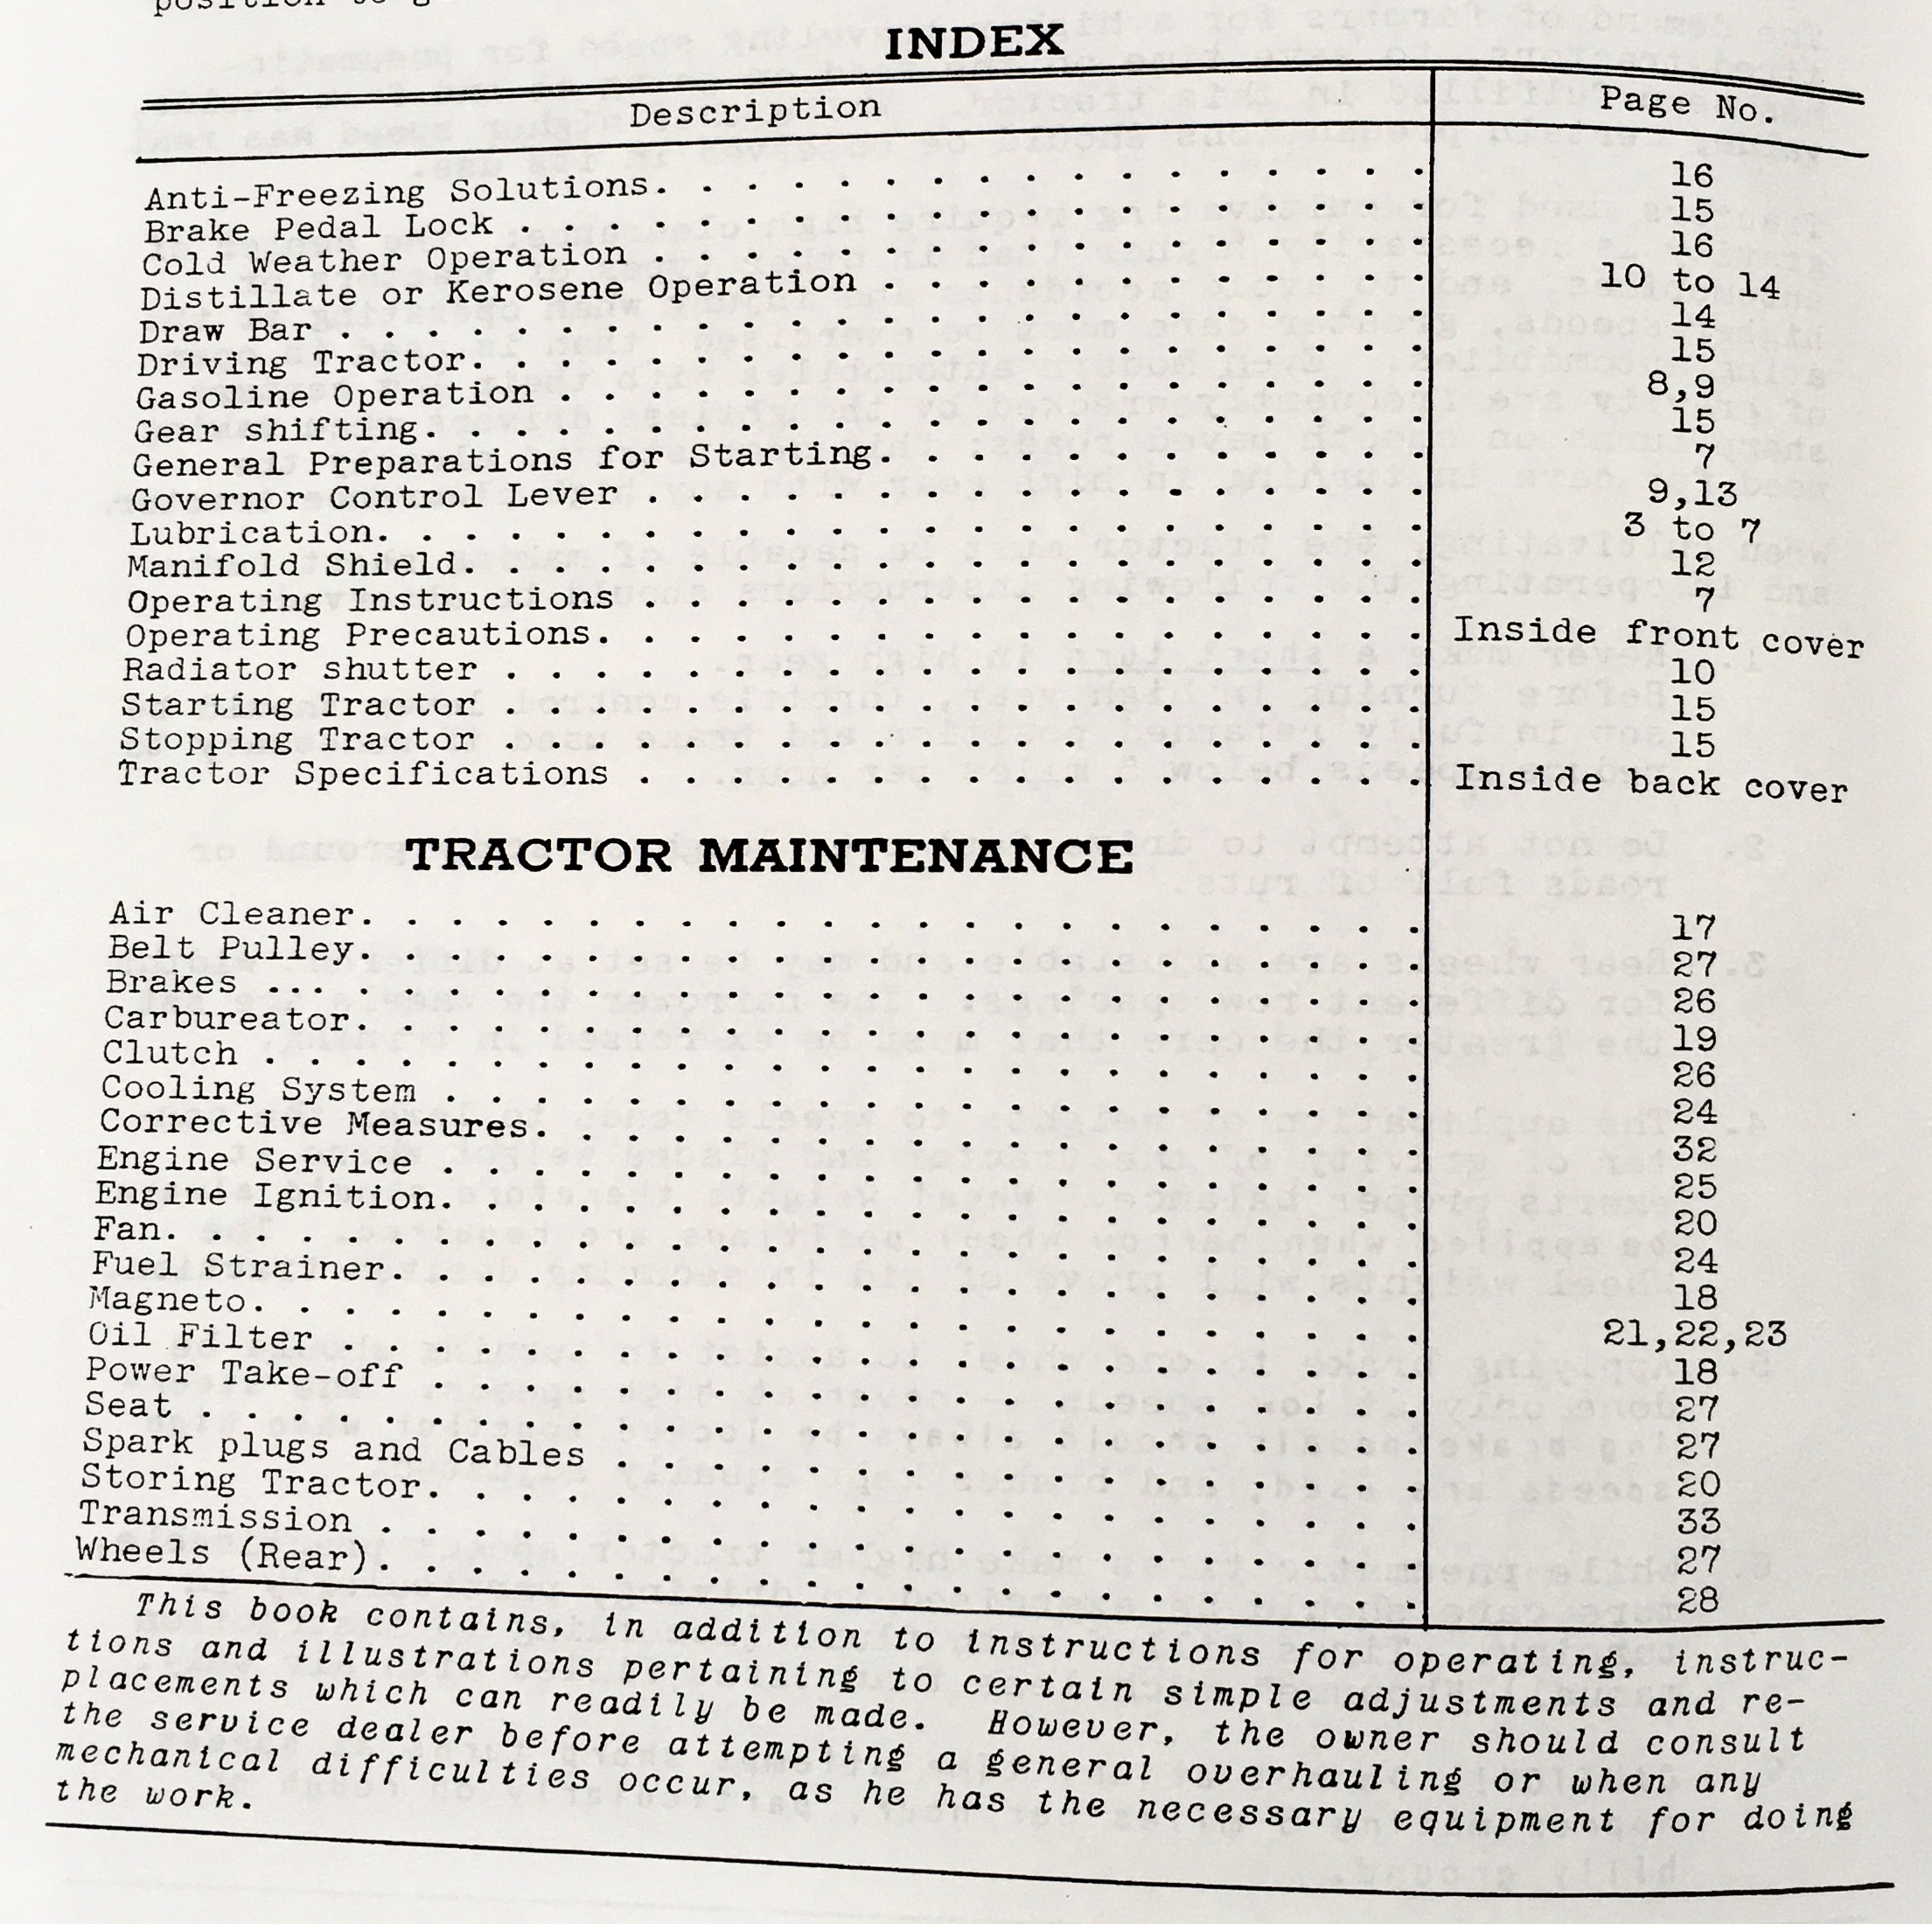 position to
INDEX
Description Page No.
Anti-Freezing Solutions. . . . . . . . . . . . . . . . . . 16
Brake Pedal Lock . . . . . . . . . . . . . . . . . . . . 15
Cold Weather Operation . . . . . . . . . . . . . . . . . 16
Distillate or Kerosene Operation . . . . . . . . . . . . 10 to 14
Draw Bar . . . . . . . . . . . . . . . . . . . . . . . . 14
Driving Tractor. . . . . . . . . . . . . . . . . . . . . 15
Gasoline Operation . . . . . . . . . . . . . . . . . . . 8,9
Gear shifting. . . . . . . . . . . . . . . . . . . . . . 15
General Preparations for Starting. . . . . . . . . . . . 7
Governor Control Lever . . . . . . . . . . . . . . . . . 9,13
Lubrication. . . . . . . . . . . . . . . . . . . . . . . 3 to 7
Manifold Shield. . . . . . . . . . . . . . . . . . . . . 12
Operating Instructions . . . . . . . . . . . . . . . . . 7
Operating Precautions. . . . . . . . . . . . . . . . . . Inside front cover
Radiator shutter . . . . . . . . . . . . . . . . . . . . 10
Starting Tractor . . . . . . . . . . . . . . . . . . . . 15
Stopping Tractor . . . . . . . . . . . . . . . . . . . . 15
Tractor Specifications . . . . . . . . . . . . . . . . . Inside back cover
TRACTOR MAINTENANCE
Air Cleaner. . . . . . . . . . . . . . . . . . . . . . . 17
Belt Pulley. . . . . . . . . . . . . . . . . . . . . . . 27
Brakes ... . . . . . . . . . . . . . . . . . . . . . . . 26
Carbureator. . . . . . . . . . . . . . . . . . . . . . . 19
Clutch . . . . . . . . . . . . . . . . . . . . . . . . . 26
Cooling System . . . . . . . . . . . . . . . . . . . . . 24
Corrective Measures. . . . . . . . . . . . . . . . . . . 32
Engine Service . . . . . . . . . . . . . . . . . . . . . 25
Engine Ignition. . . . . . . . . . . . . . . . . . . . . 20
Fan. . . . . . . . . . . . . . . . . . . . . . . . . . . 24
Fuel Strainer. . . . . . . . . . . . . . . . . . . . . . 18
Magneto. . . . . . . . . . . . . . . . . . . . . . . . . 21,22,23
Oil Filter . . . . . . . . . . . . . . . . . . . . . . . 18
Power Take-off . . . . . . . . . . . . . . . . . . . . . 27
Seat . . . . . . . . . . . . . . . . . . . . . . . . . . 27
Spark plugs and Cables . . . . . . . . . . . . . . . . . 20
Storing Tractor. . . . . . . . . . . . . . . . . . . . . 33
Transmission . . . . . . . . . . . . . . . . . . . . . . 27
Wheels (Rear). . . . . . . . . . . . . . . . . . . . . . 28
This book contains, in addition to instructions for operating, instruc-
tions and illustrations pertaining to certain simple adjustments and re-
placements which can readily be made. However, the owner should consult
the service dealer before attempting a general overhauling or when any
mechanical difficulties occur, as he has the necessary equipment for doing
the work.